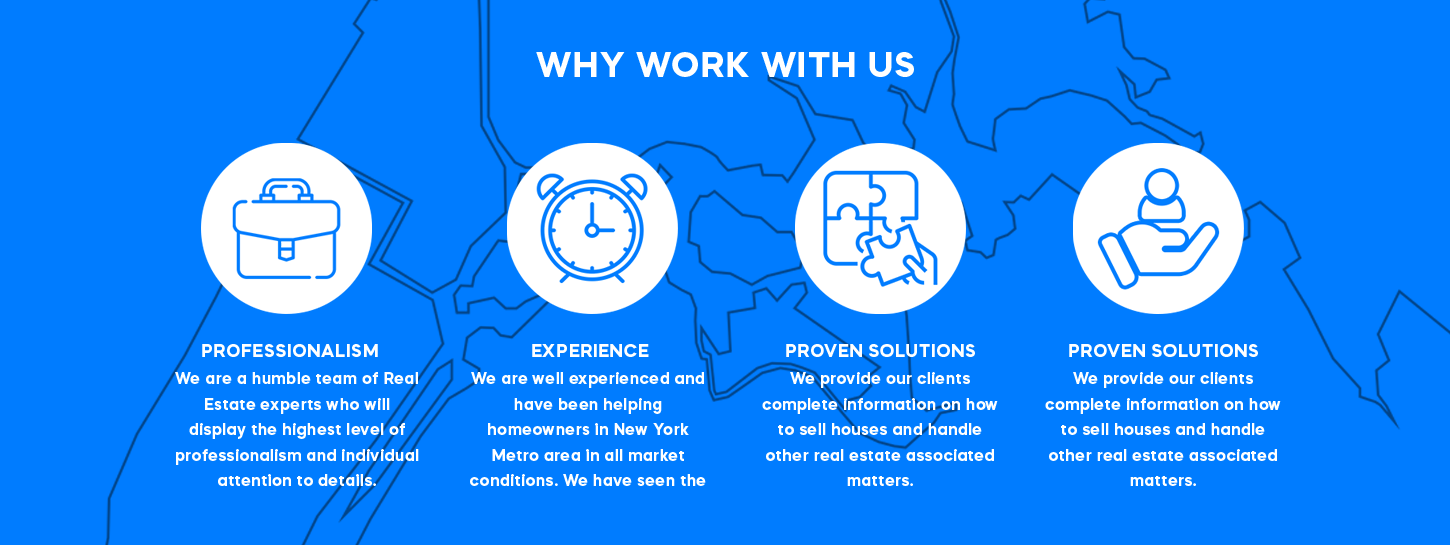 WHY WORK WITH US
PROFESSIONALISM
We are a humble team of Real
Estate experts who will
display the highest level of
professionalism and individual
attention to details.
EXPERIENCE
We are well experienced and
have been helping
homeowners in New York
Metro area in all market
conditions. We have seen the
PROVEN SOLUTIONS
We provide our clients
complete information on how
to sell houses and handle
other real estate associated
matters.
PROVEN SOLUTIONS
We provide our clients
complete information on how
to sell houses and handle
other real estate associated
matters.